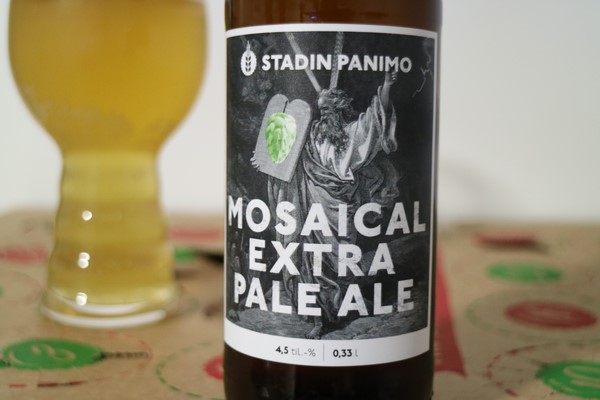 STADIN PANIMO
MOSAICAL
EXTRA
PALE ALE
4,5 til.-% 0,33 l